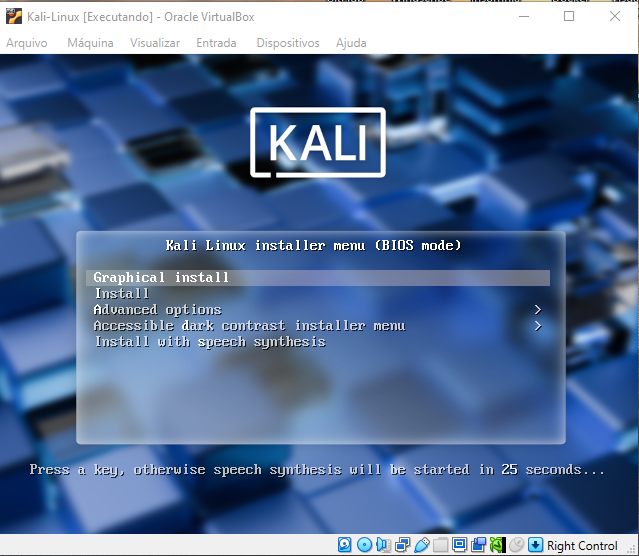 Kali-Linux [Executando] - Oracle VirtualBox
Arquivo Máquina Visualizar Entrada Dispositivos Ajuda
KALI
Kali Linux installer menu (BIOS mode)
Graphical install
Install
Advanced options >
Accessible dark contrast installer menu >
Install with speech synthesis
Press a key, otherwise speech synthesis will be started in 25 seconds...
Right Control